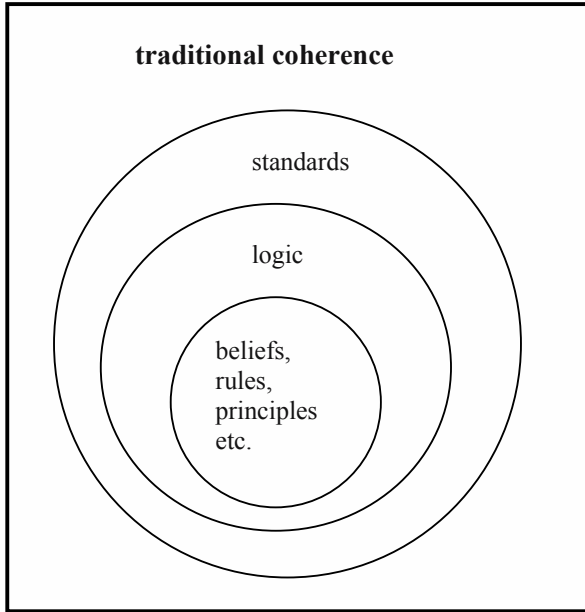 traditional coherence
standards
logic
beliefs,
rules,
principles
etc.